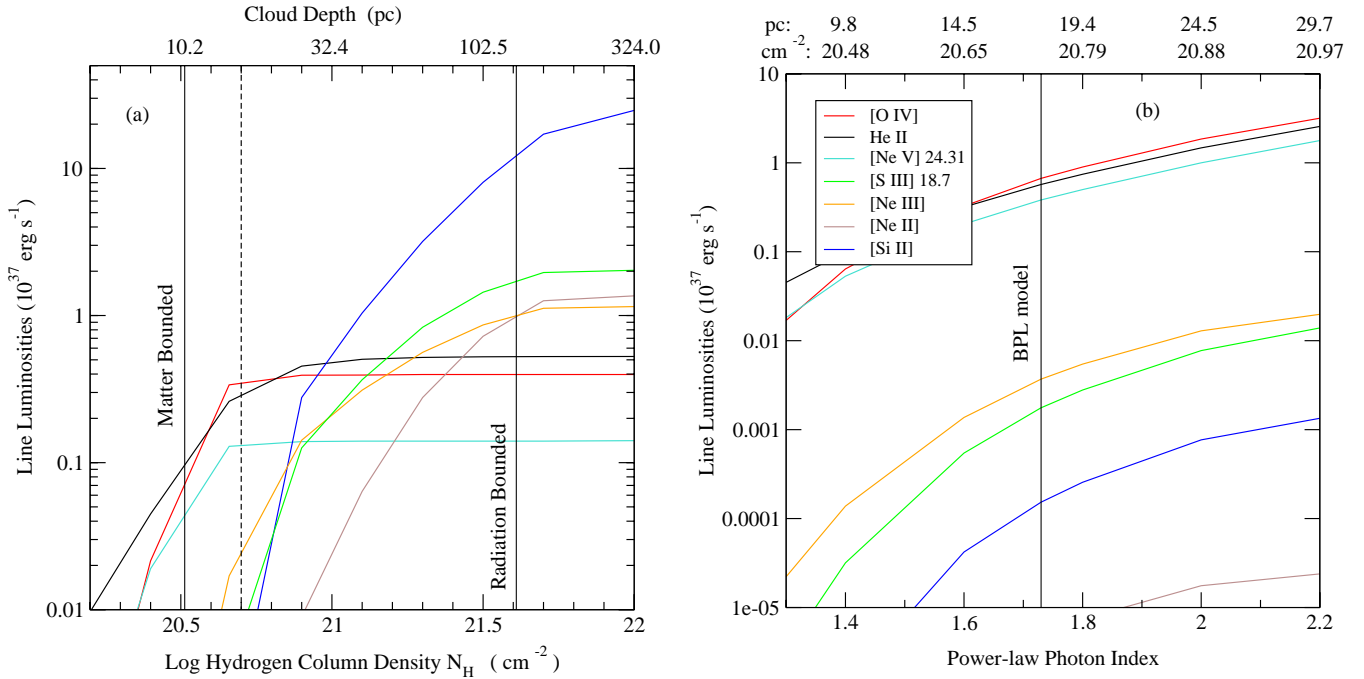 Cloud Depth (pc)
10.2 32.4 102.5 324.0
(a)
10
1
0.1
0.01
Line Luminosities (10^37 erg s^-1)
Matter Bounded
Radiation Bounded
20.5 21 21.5 22
Log Hydrogen Column Density N_H (cm^-2)
pc: 9.8 14.5 19.4 24.5 29.7
cm^-2: 20.48 20.65 20.79 20.88 20.97
(b)
10
1
0.1
0.01
0.001
0.0001
1e-05
Line Luminosities (10^37 erg s^-1)
[O IV]
He II
[Ne V] 24.31
[S III] 18.7
[Ne III]
[Ne II]
[Si II]
BPL model
1.4 1.6 1.8 2 2.2
Power-law Photon Index